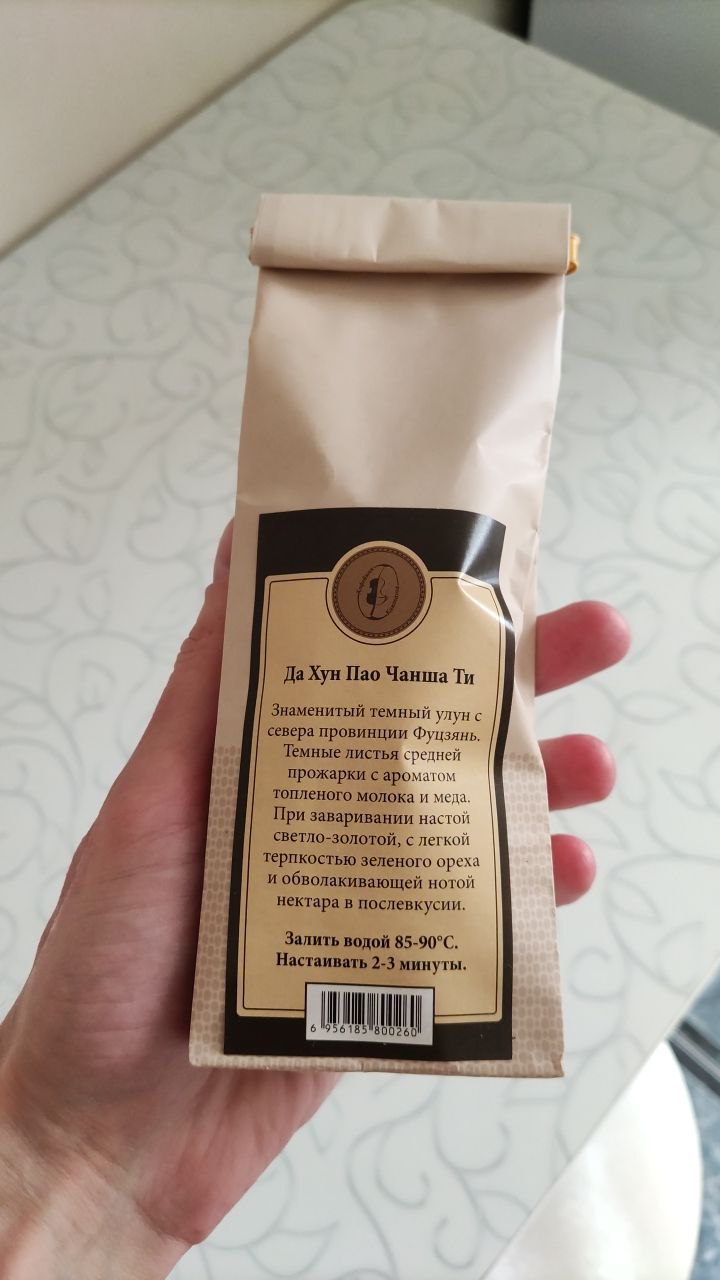 Да Хун Пао Чанша Ти
Знаменитый темный улун с
севера провинции Фуцзянь.
Темные листья средней
прожарки с ароматом
топленого молока и меда.
При заваривании настой
светло-золотой, с легкой
терпкостью зеленого ореха
и обволакивающей нотой
нектара в послевкусии.
Залить водой 85-90°С.
Настаивать 2-3 минуты.
6 956185 800260